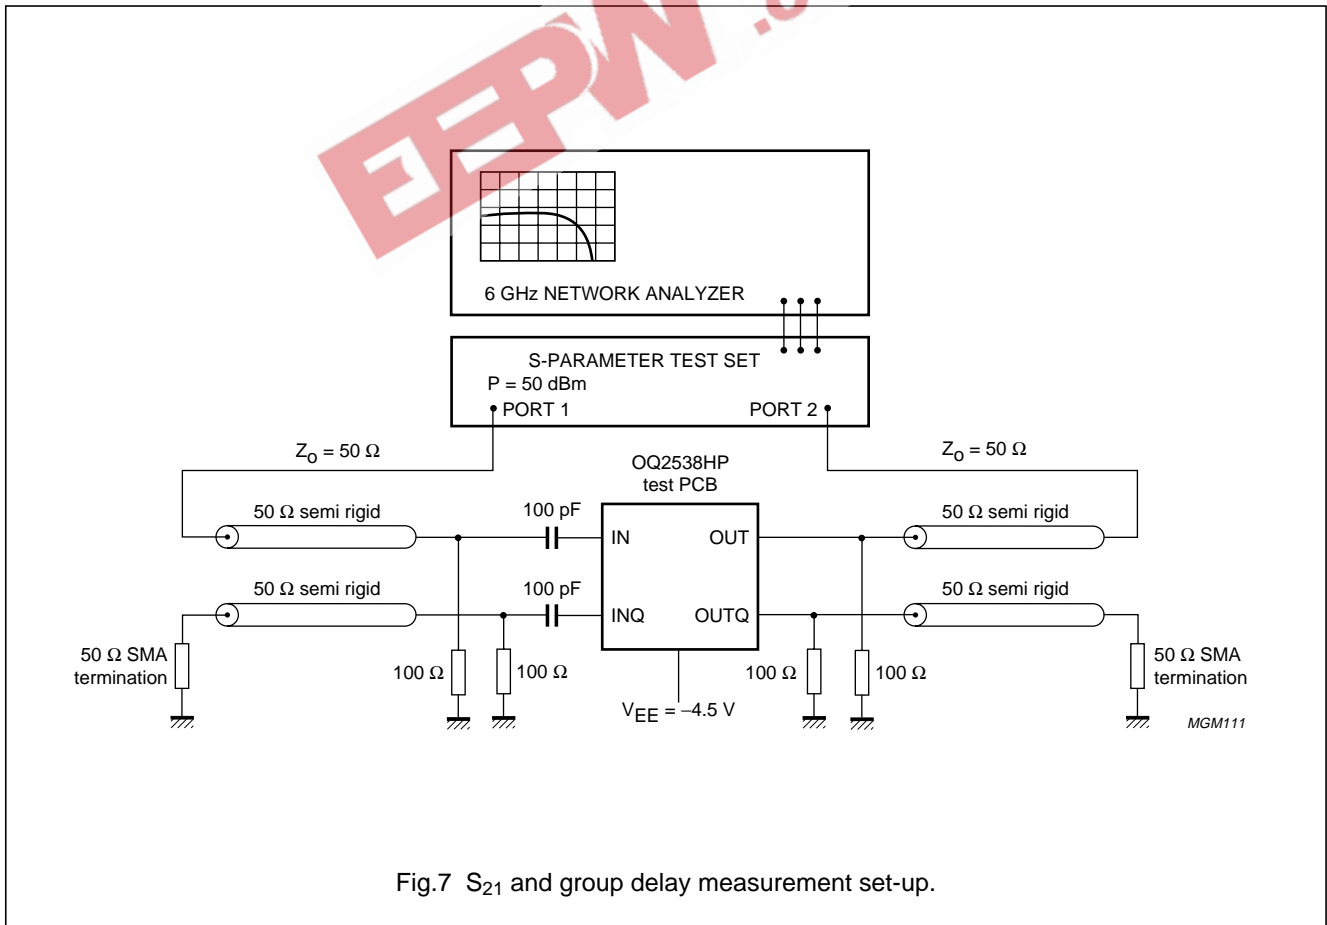 EEPW.c
6 GHz NETWORK ANALYZER
S-PARAMETER TEST SET
P = 50 dBm
PORT 1
PORT 2
Zo = 50 Ω
Zo = 50 Ω
OQ2538HP
test PCB
50 Ω semi rigid
100 pF
IN
OUT
50 Ω semi rigid
50 Ω semi rigid
100 pF
INQ
OUTQ
50 Ω semi rigid
50 Ω SMA
termination
100 Ω
100 Ω
100 Ω
100 Ω
50 Ω SMA
termination
VEE = −4.5 V
MGM111
Fig.7 S21 and group delay measurement set-up.